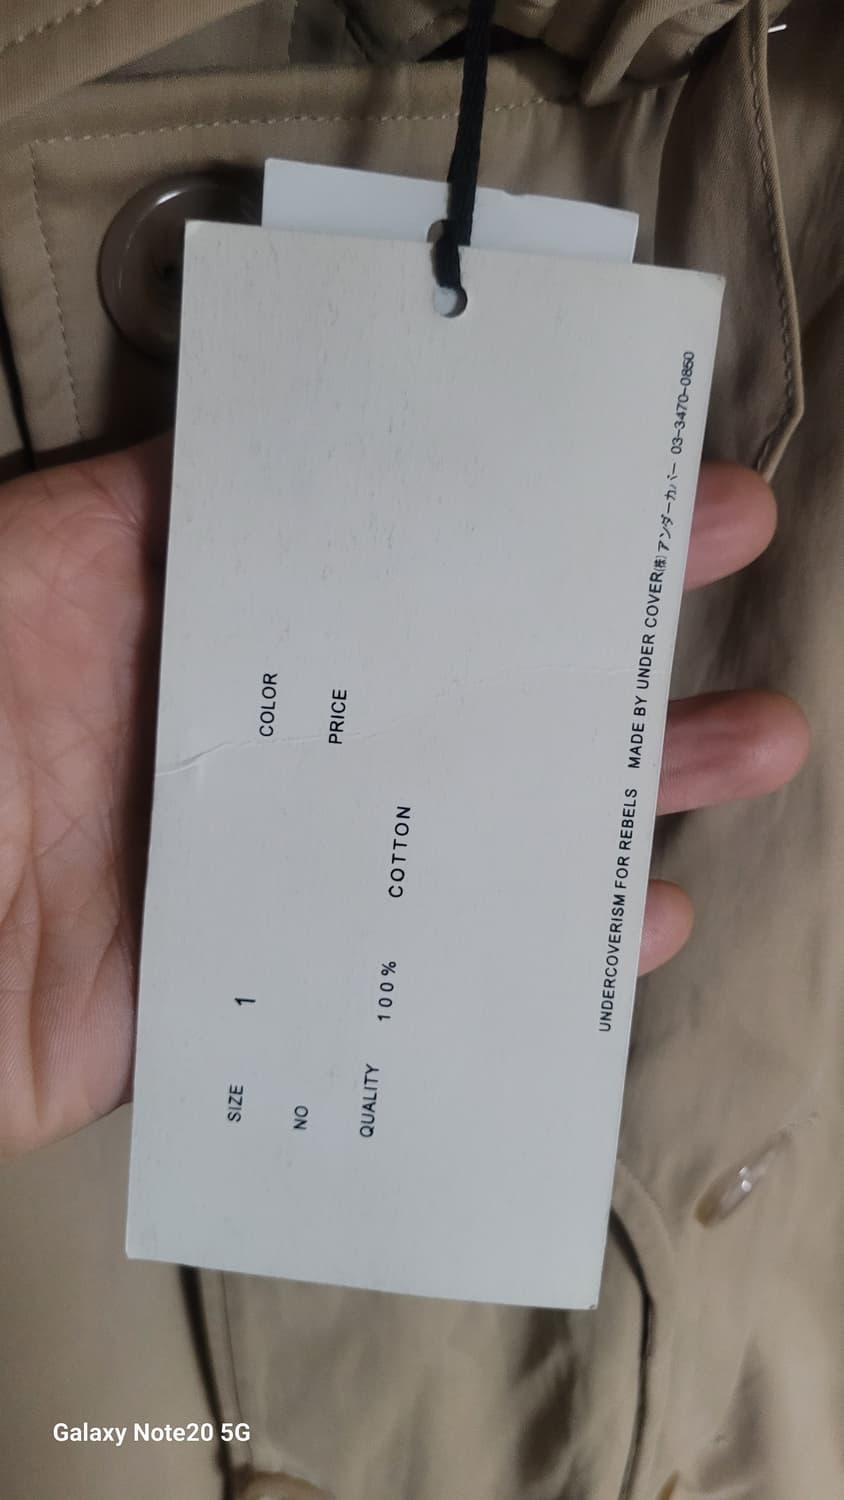 SIZE 1 COLOR
NO PRICE
QUALITY
100% COTTON
UNDERCOVERISM FOR REBELS MADE BY UNDER COVER(株)アンダーカバー 03-3470-0860
Galaxy Note20 5G